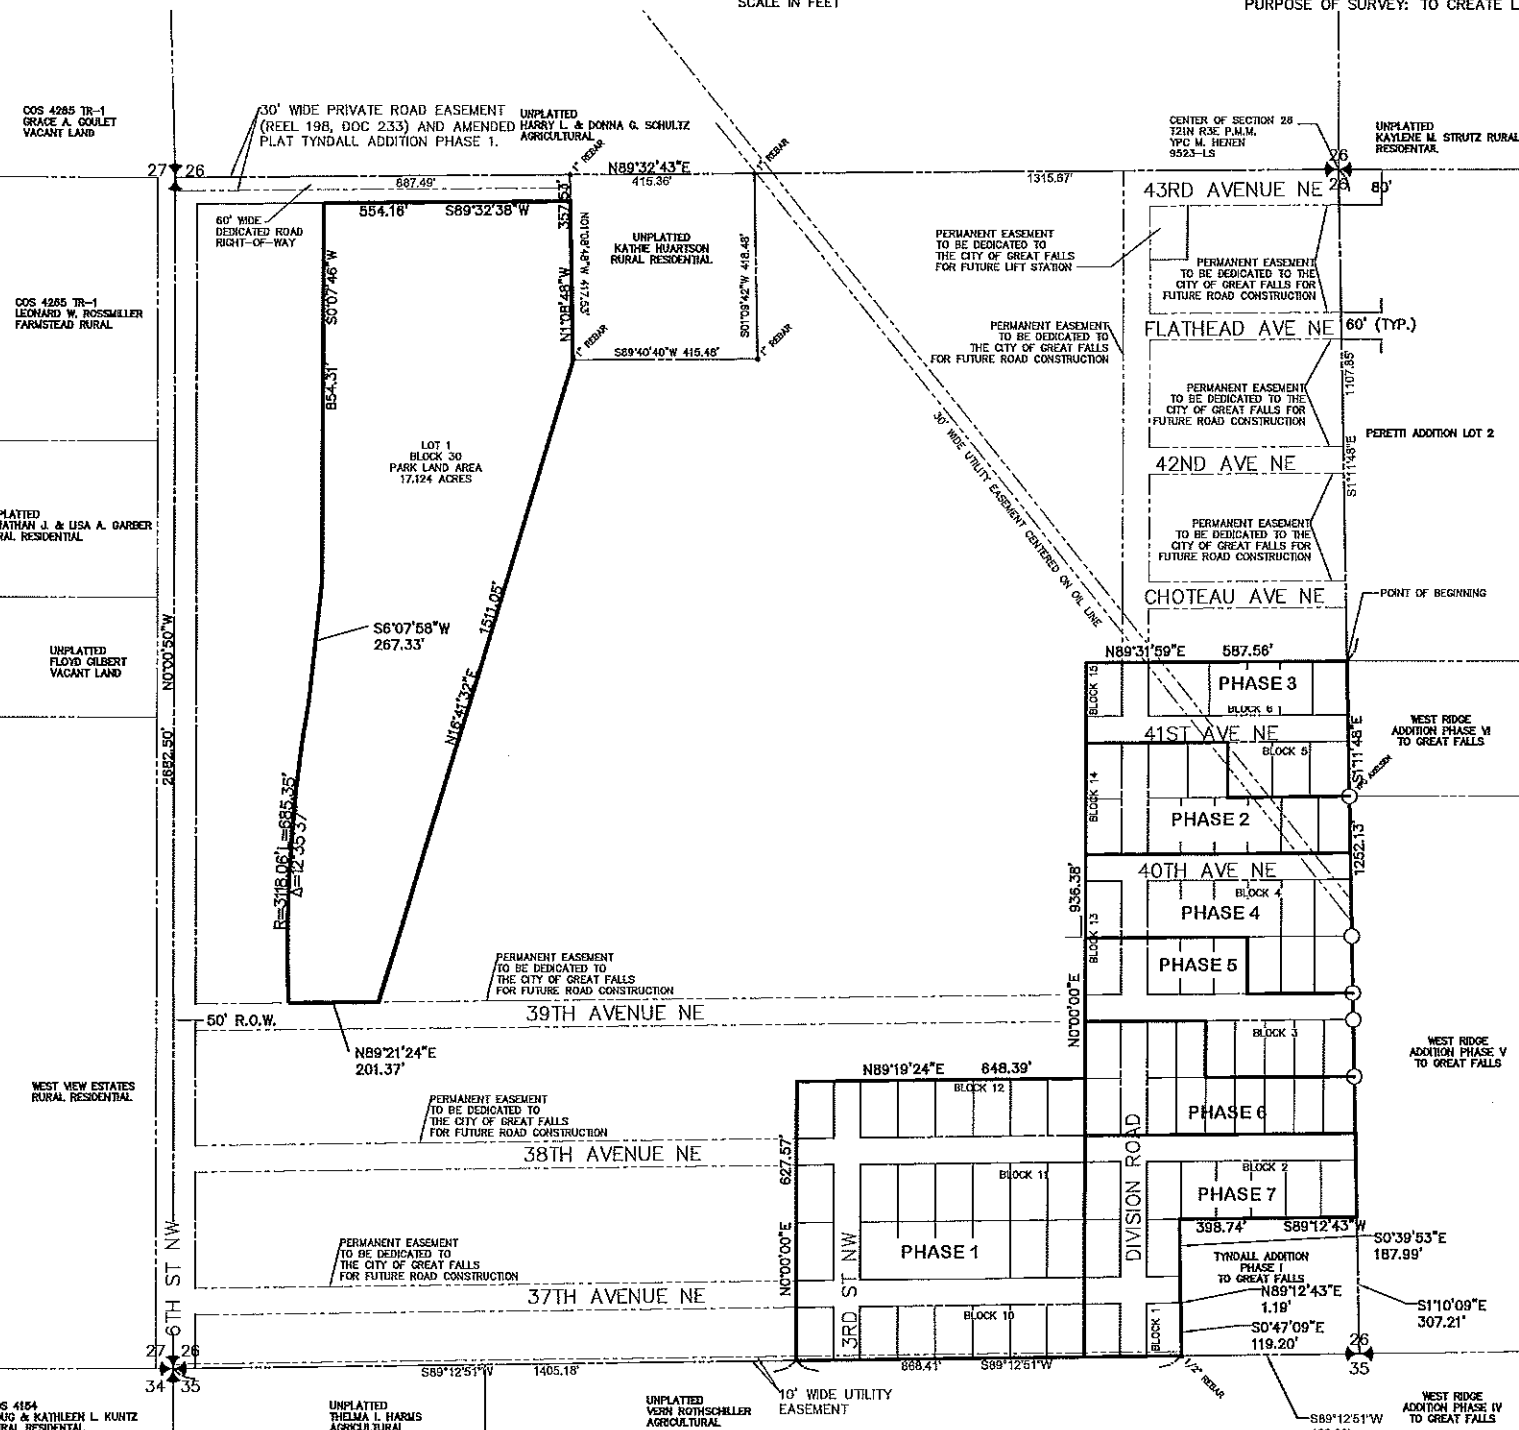 SCALE IN FEET
PURPOSE OF SURVEY: TO CREATE L
COS 4265 TR-1
GRACE A. GOULET
VACANT LAND
30' WIDE PRIVATE ROAD EASEMENT
(REEL 198, DOC 233) AND AMENDED
PLAT TYNDALL ADDITION PHASE 1.
UNPLATTED
HARRY L. & DONNA G. SCHULTZ
AGRICULTURAL
CENTER OF SECTION 26
T21N R3E P.M.M.
YPC M. HENEN
9523-LS
UNPLATTED
KAYLENE M. STRUTZ RURAL
RESIDENTAL
27 26
26
26
887.49'
1" REBAR
N89°32'43"E
415.36'
1" REBAR
1315.67'
43RD AVENUE NE
80'
60' WIDE
DEDICATED ROAD
RIGHT-OF-WAY
554.16' S89°32'38"W
357.53'
N1°08'48"W
N01°08'48"W 417.53'
UNPLATTED
KATHIE HUARTSON
RURAL RESIDENTIAL
S01°09'42"W 418.48'
1" REBAR
S89°40'40"W 415.48'
1" REBAR
PERMANENT EASEMENT
TO BE DEDICATED TO
THE CITY OF GREAT FALLS
FOR FUTURE LIFT STATION
PERMANENT EASEMENT
TO BE DEDICATED TO THE
CITY OF GREAT FALLS FOR
FUTURE ROAD CONSTRUCTION
COS 4265 TR-1
LEONARD W. ROSSMILLER
FARMSTEAD RURAL
S0°07'46"W
854.31'
PERMANENT EASEMENT
TO BE DEDICATED TO
THE CITY OF GREAT FALLS
FOR FUTURE ROAD CONSTRUCTION
FLATHEAD AVE NE
60' (TYP.)
1107.85'
S1°11'48"E
PERMANENT EASEMENT
TO BE DEDICATED TO THE
CITY OF GREAT FALLS FOR
FUTURE ROAD CONSTRUCTION
PERETTI ADDITION LOT 2
LOT 1
BLOCK 30
PARK LAND AREA
17.124 ACRES
30' WIDE UTILITY EASEMENT CENTERED ON OIL LINE
42ND AVE NE
PLATTED
ATHAN J. & LISA A. GARBER
RAL RESIDENTIAL
PERMANENT EASEMENT
TO BE DEDICATED TO THE
CITY OF GREAT FALLS FOR
FUTURE ROAD CONSTRUCTION
CHOTEAU AVE NE
POINT OF BEGINNING
UNPLATTED
FLOYD GILBERT
VACANT LAND
N0°00'50"W
2682.50'
S6°07'58"W
267.33'
1511.05'
N16°41'32"E
N89°31'59"E 587.56'
BLOCK 15
PHASE 3
BLOCK 6
41ST AVE NE
BLOCK 5
S1°11'48"E
WEST RIDGE
ADDITION PHASE VI
TO GREAT FALLS
R=3118.06' L=685.35'
Δ=12°35'37"
BLOCK 14
PHASE 2
1252.13'
40TH AVE NE
936.38'
BLOCK 4
BLOCK 13
PHASE 4
PHASE 5
N0°00'00"E
PERMANENT EASEMENT
TO BE DEDICATED TO
THE CITY OF GREAT FALLS
FOR FUTURE ROAD CONSTRUCTION
50' R.O.W.
39TH AVENUE NE
N89°21'24"E
201.37'
BLOCK 3
WEST RIDGE
ADDITION PHASE V
TO GREAT FALLS
WEST VIEW ESTATES
RURAL RESIDENTIAL
N89°19'24"E 648.39'
BLOCK 12
PERMANENT EASEMENT
TO BE DEDICATED TO
THE CITY OF GREAT FALLS
FOR FUTURE ROAD CONSTRUCTION
PHASE 6
38TH AVENUE NE
627.57'
BLOCK 11
DIVISION ROAD
BLOCK 2
PHASE 7
398.74' S89°12'43"W
S0°39'53"E
187.99'
6TH ST NW
PERMANENT EASEMENT
TO BE DEDICATED TO
THE CITY OF GREAT FALLS
FOR FUTURE ROAD CONSTRUCTION
N0°00'00"E
3RD ST NW
PHASE 1
TYNDALL ADDITION
PHASE I
TO GREAT FALLS
N89°12'43"E
1.19'
37TH AVENUE NE
S1°10'09"E
307.21'
BLOCK 10
BLOCK 1
S0°47'09"E
119.20'
27 26
34 35
26
35
S89°12'51"W 1405.18'
868.41' S89°12'51"W
1/2" REBAR
10' WIDE UTILITY
EASEMENT
S 4164
UG & KATHLEEN L. KUNTZ
RAL RESIDENTAL
UNPLATTED
THELMA I. HARMS
AGRICULTURAL
UNPLATTED
VERN ROTHSCHILLER
AGRICULTURAL
S89°12'51"W
WEST RIDGE
ADDITION PHASE IV
TO GREAT FALLS